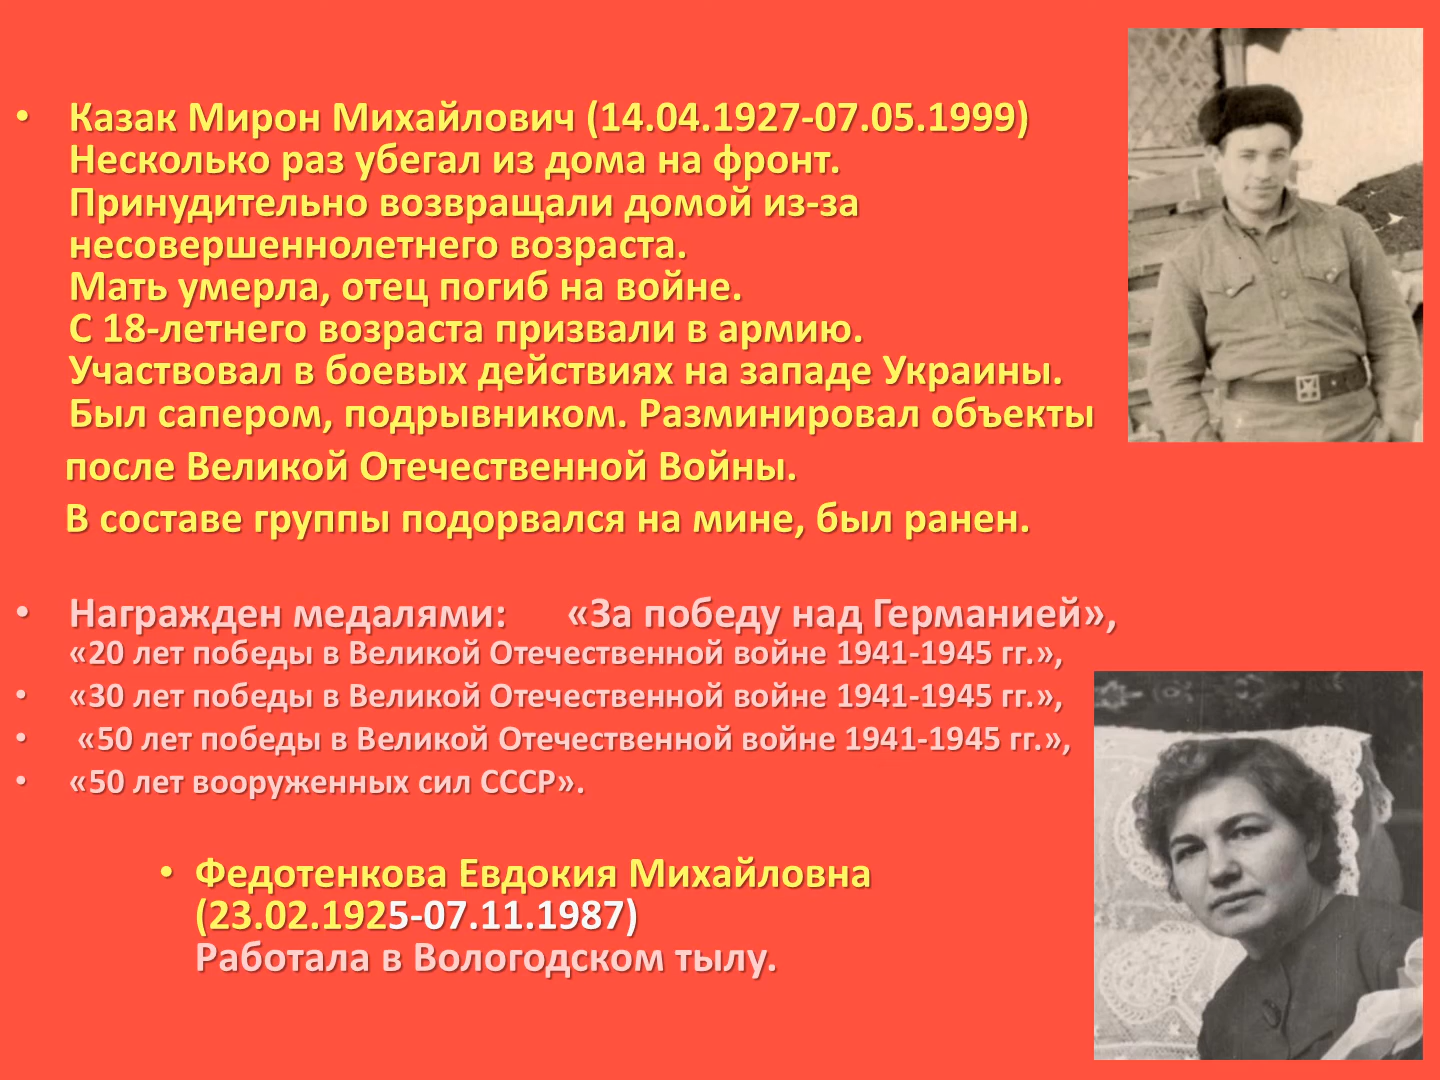 • Казак Мирон Михайлович (14.04.1927-07.05.1999)
Несколько раз убегал из дома на фронт.
Принудительно возвращали домой из-за
несовершеннолетнего возраста.
Мать умерла, отец погиб на войне.
С 18-летнего возраста призвали в армию.
Участвовал в боевых действиях на западе Украины.
Был сапером, подрывником. Разминировал объекты
после Великой Отечественной Войны.
В составе группы подорвался на мине, был ранен.
• Награжден медалями: «За победу над Германией»,
«20 лет победы в Великой Отечественной войне 1941-1945 гг.»,
• «30 лет победы в Великой Отечественной войне 1941-1945 гг.»,
• «50 лет победы в Великой Отечественной войне 1941-1945 гг.»,
• «50 лет вооруженных сил СССР».
• Федотенкова Евдокия Михайловна
(23.02.1925-07.11.1987)
Работала в Вологодском тылу.